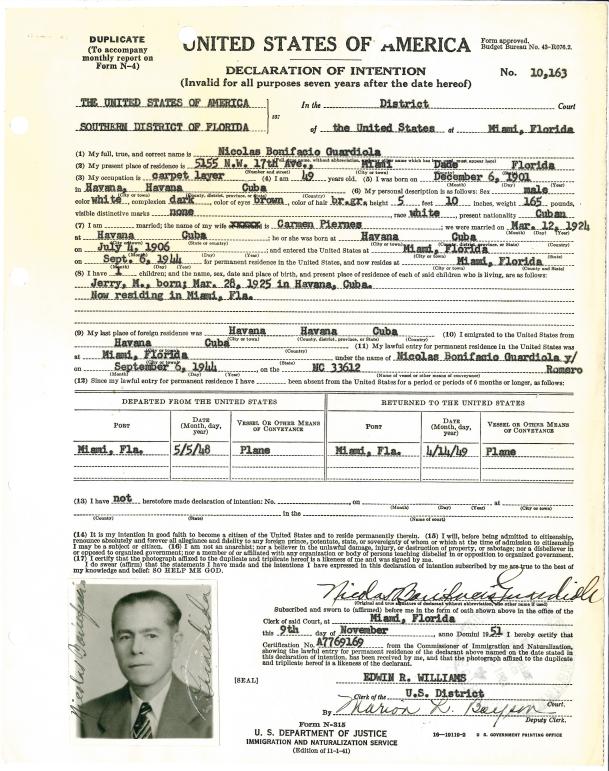 DUPLICATE
(To accompany
monthly report on
Form N-4)
UNITED STATES OF AMERICA
Form approved.
Budget Bureau No. 43-R076.2.
DECLARATION OF INTENTION
(Invalid for all purposes seven years after the date hereof)
No. 10,163
THE UNITED STATES OF AMERICA
In the District Court
SOUTHERN DISTRICT OF FLORIDA
of the United States at Miami, Florida
(1) My full, true, and correct name is Nicolas Bonifacio Guardiola
(2) My present place of residence is 5155 N.W. 17th Ave., Miami Dade Florida
(3) My occupation is carpet layer (4) I am 49 years old. (5) I was born on December 6, 1901
in Havana, Havana Cuba (6) My personal description is as follows: Sex male,
color white, complexion dark, color of eyes brown, color of hair br.gr, height 5 feet 10 inches, weight 165 pounds,
visible distinctive marks none race white, present nationality Cuban
(7) I am married; the name of my wife is Carmen Piernes we were married on Mar. 12, 1924
at Havana Cuba he or she was born at Havana Cuba
on July 4, 1906 and entered the United States at Miami, Florida
on Sept. 6, 1944 for permanent residence in the United States, and now resides at Miami, Florida
(8) I have 1 children; and the name, sex, date and place of birth, and present place of residence of each of said children who is living, are as follows:
Jerry, M., born; Mar. 28, 1925 in Havana, Cuba.
Now residing in Miami, Fla.
(9) My last place of foreign residence was Havana Havana Cuba (10) I emigrated to the United States from
Havana Cuba (11) My lawful entry for permanent residence in the United States was
at Miami, Florida under the name of Nicolas Bonifacio Guardiola y/
Romero
on September 6, 1944 on the NC 33612
(12) Since my lawful entry for permanent residence I have been absent from the United States for a period or periods of 6 months or longer, as follows:
DEPARTED FROM THE UNITED STATES
RETURNED TO THE UNITED STATES
PORT DATE (Month, day, year) VESSEL OR OTHER MEANS OF CONVEYANCE PORT DATE (Month, day, year) VESSEL OR OTHER MEANS OF CONVEYANCE
Miami, Fla. 5/5/48 Plane Miami, Fla. 4/14/49 Plane
(13) I have not heretofore made declaration of intention: No. , on at
in the
(County) (State) (Name of court)
(14) It is my intention in good faith to become a citizen of the United States and to reside permanently therein. (15) I will, before being admitted to citizenship,
renounce absolutely and forever all allegiance and fidelity to any foreign prince, potentate, state, or sovereignty of whom or which at the time of admission to citizenship
I may be a subject or citizen. (16) I am not an anarchist; nor a believer in the unlawful damage, injury, or destruction of property, or sabotage; nor a disbeliever in
or opposed to organized government; nor a member of or affiliated with any organization or body of persons teaching disbelief in or opposition to organized government.
(17) I certify that the photograph affixed to the duplicate and triplicate hereof is a likeness of me and was signed by me.
I do swear (affirm) that the statements I have made and the intentions I have expressed in this declaration of intention subscribed by me are true to the best of
my knowledge and belief: SO HELP ME GOD.
Nicolas Bonifacio Guardiola
(Original and true signature of declarant without abbreviation, also other name if used)
Subscribed and sworn to (affirmed) before me in the form of oath shown above in the office of the
Clerk of said Court, at Miami, Florida
this 9th day of November anno Domini 1951 I hereby certify that
Certification No. A7769169 from the Commissioner of Immigration and Naturalization,
showing the lawful entry for permanent residence of the declarant above named on the date stated in
this declaration of intention, has been received by me, and that the photograph affixed to the duplicate
and triplicate hereof is a likeness of the declarant.
[SEAL]
EDWIN R. WILLIAMS
Clerk of the U.S. District Court.
By Deputy Clerk.
Form N-315
U. S. DEPARTMENT OF JUSTICE
IMMIGRATION AND NATURALIZATION SERVICE
(Edition of 11-1-41)
16—19119-2 U. S. GOVERNMENT PRINTING OFFICE